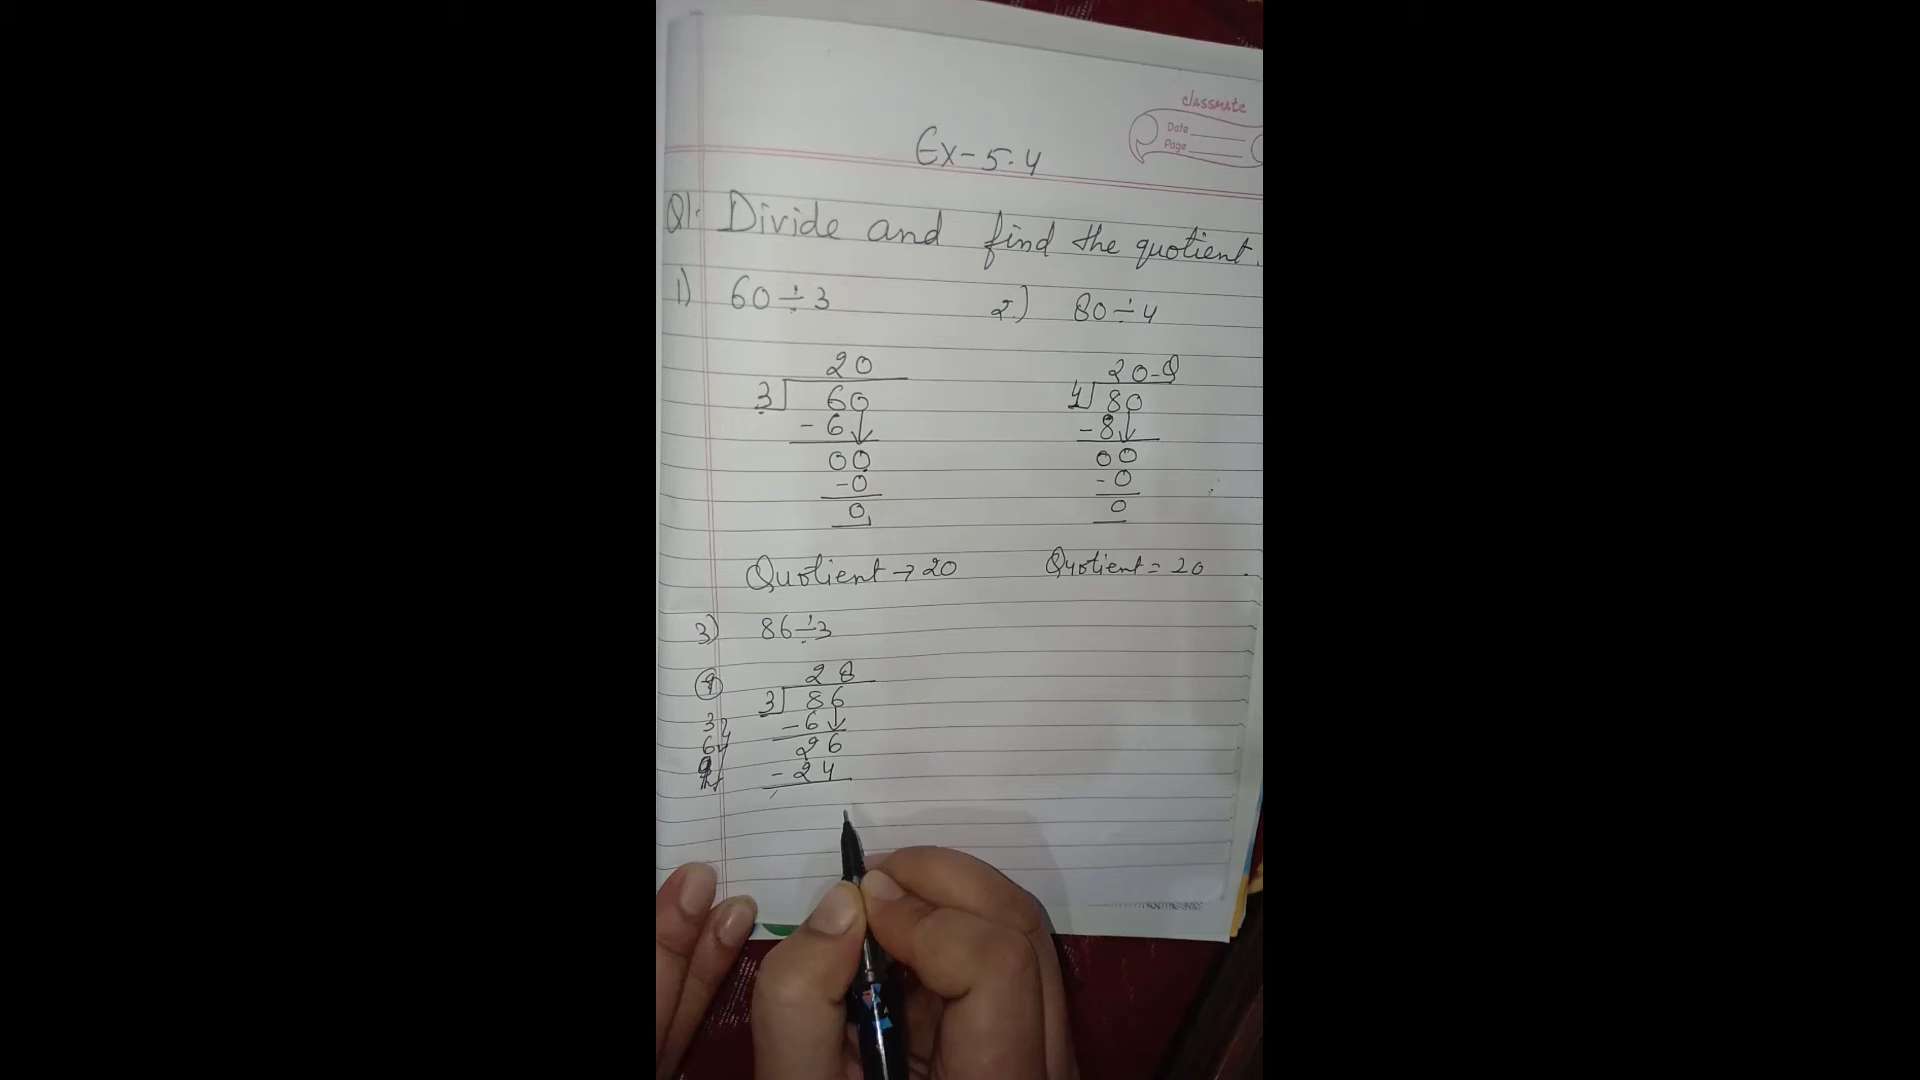 classmate
Date
Page
Ex-5.4
Q1. Divide and find the quotient.
1) 60÷3
2.) 80÷4
20
3 60
-6
00
-0
0
Quotient → 20
20-Q
4 80
-8
00
-0
0
Quotient = 20
3) 86÷3
28
3 86
-6
26
-24
3
6